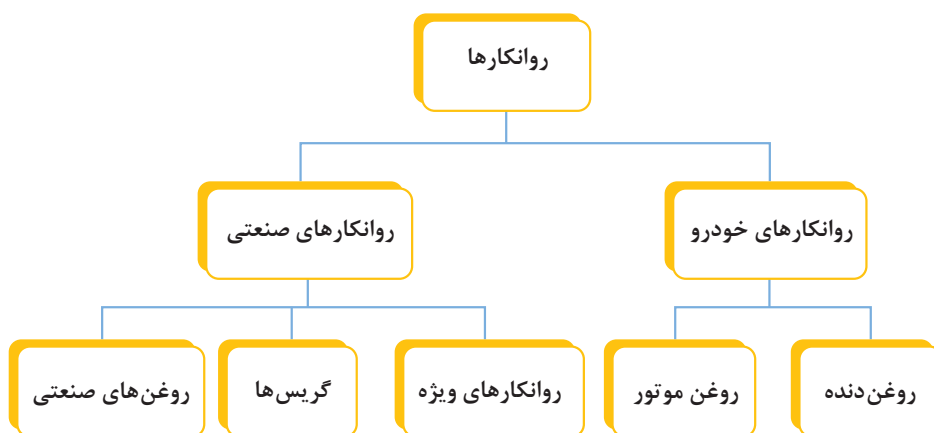 روانکارها
روانکارهای خودرو
روانکارهای صنعتی
روغن‌دنده
روغن موتور
روانکارهای ویژه
گریس‌ها
روغن‌های صنعتی